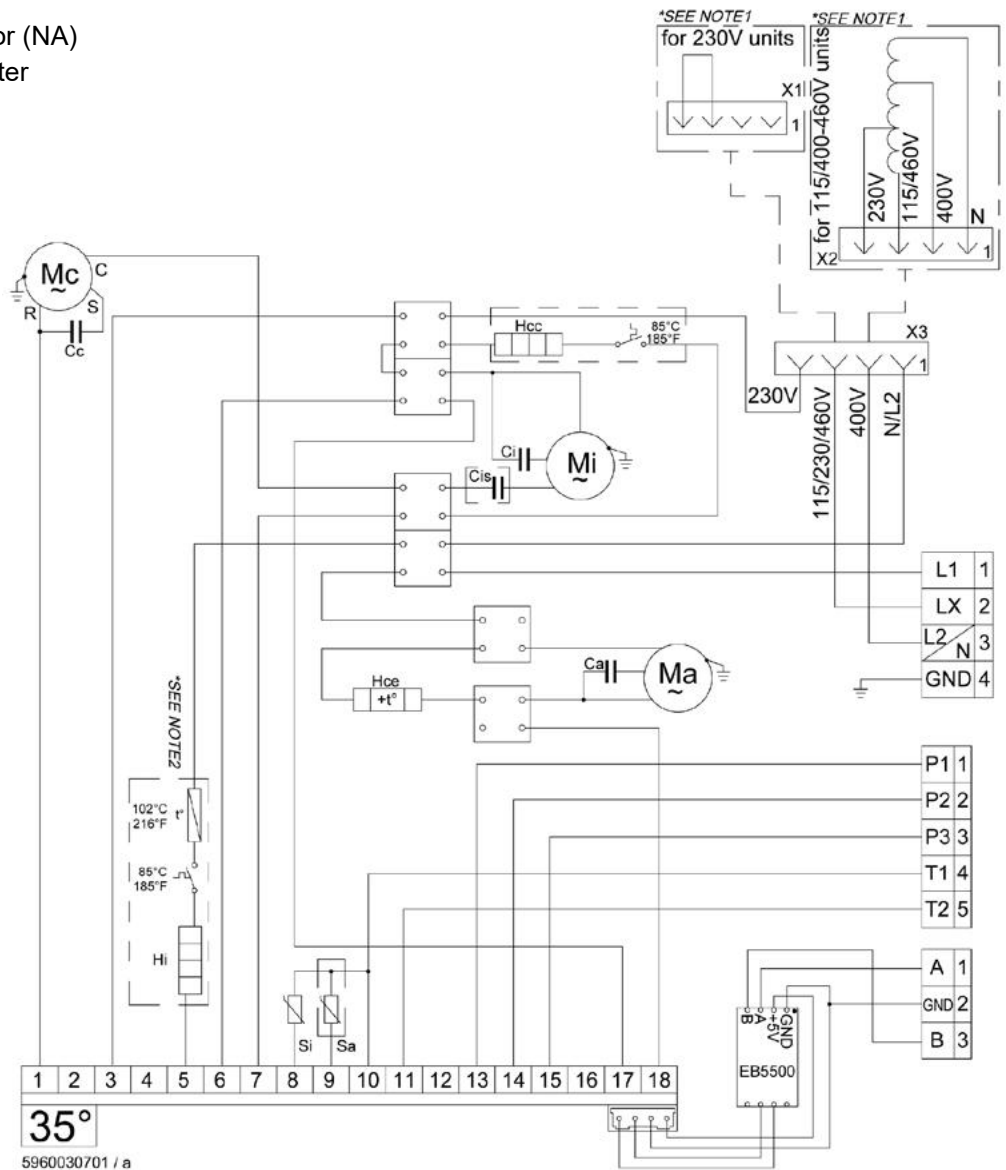 or (NA)
ter
*SEE NOTE1
for 230V units
X1
1
*SEE NOTE1
for 115/400-460V units
230V
115/460V
400V
N
X2
1
Mc
~
C
R
S
Cc
Hcc
85°C
185°F
X3
1
230V
115/230/460V
400V
N/L2
Ci
Mi
~
Cis
L1 1
LX 2
L2/N 3
GND 4
Ca
Ma
~
Hce
+t°
*SEE NOTE2
102°C
216°F
t°
85°C
185°F
Hi
P1 1
P2 2
P3 3
T1 4
T2 5
Si
Sa
A 1
GND 2
B 3
B A +5V GND
EB5500
1 2 3 4 5 6 7 8 9 10 11 12 13 14 15 16 17 18
35°
5960030701 / a